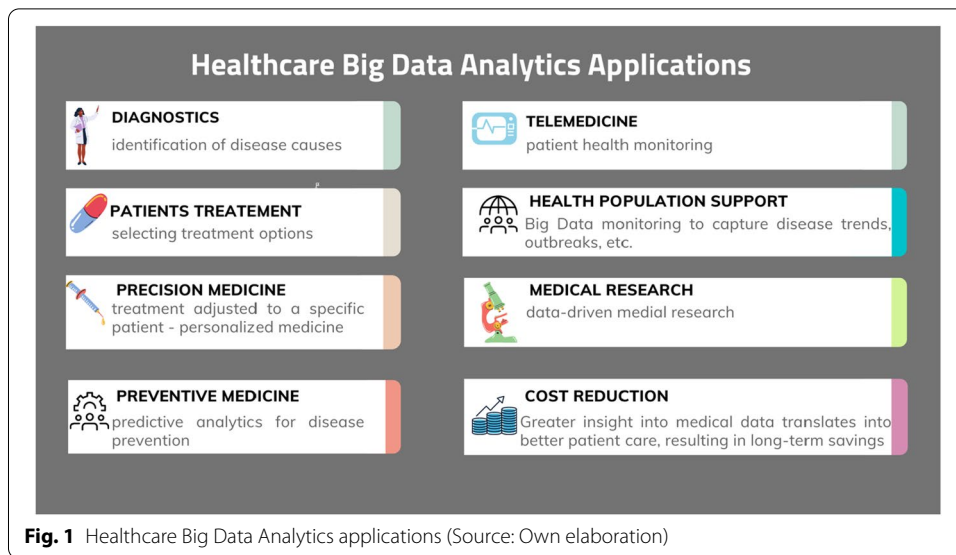 Healthcare Big Data Analytics Applications
DIAGNOSTICS
identification of disease causes
PATIENTS TREATEMENT
selecting treatment options
PRECISION MEDICINE
treatment adjusted to a specific
patient - personalized medicine
PREVENTIVE MEDICINE
predictive analytics for disease
prevention
TELEMEDICINE
patient health monitoring
HEALTH POPULATION SUPPORT
Big Data monitoring to capture disease trends,
outbreaks, etc.
MEDICAL RESEARCH
data-driven medial research
COST REDUCTION
Greater insight into medical data translates into
better patient care, resulting in long-term savings
Fig. 1 Healthcare Big Data Analytics applications (Source: Own elaboration)